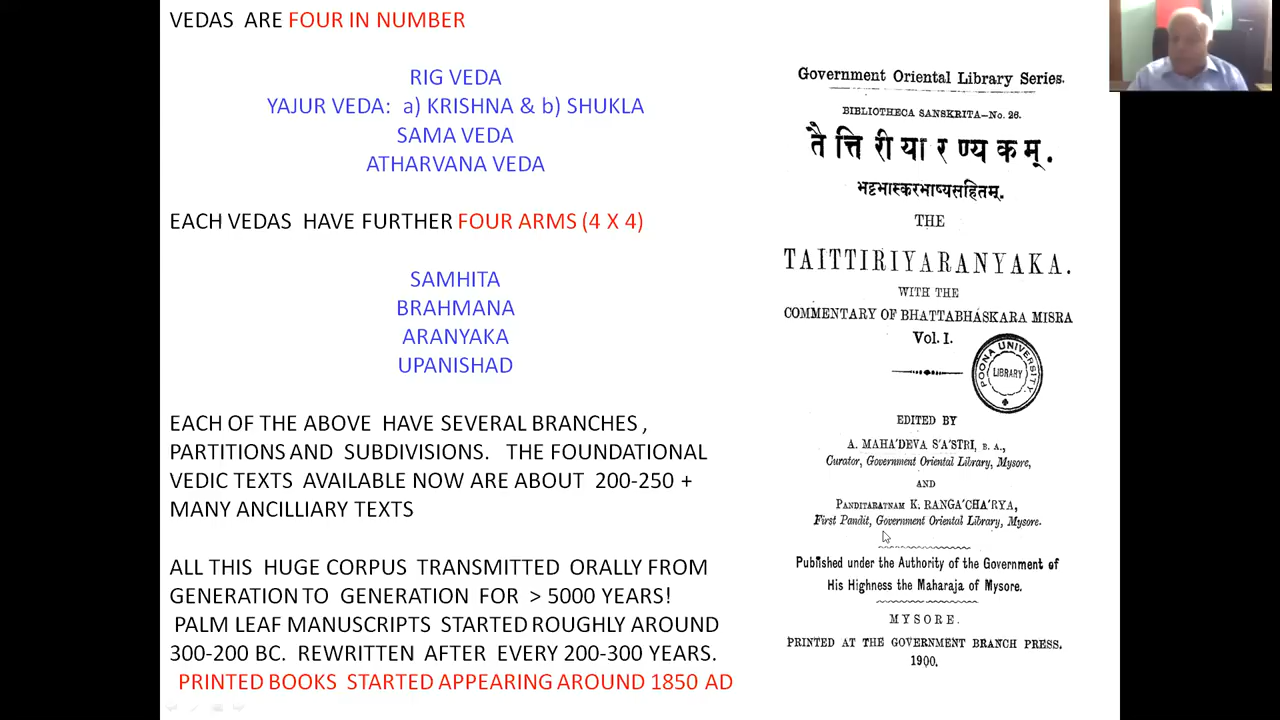 VEDAS ARE FOUR IN NUMBER
RIG VEDA
YAJUR VEDA: a) KRISHNA & b) SHUKLA
SAMA VEDA
ATHARVANA VEDA
EACH VEDAS HAVE FURTHER FOUR ARMS (4 X 4)
SAMHITA
BRAHMANA
ARANYAKA
UPANISHAD
EACH OF THE ABOVE HAVE SEVERAL BRANCHES ,
PARTITIONS AND SUBDIVISIONS. THE FOUNDATIONAL
VEDIC TEXTS AVAILABLE NOW ARE ABOUT 200-250 +
MANY ANCILLIARY TEXTS
ALL THIS HUGE CORPUS TRANSMITTED ORALLY FROM
GENERATION TO GENERATION FOR > 5000 YEARS!
PALM LEAF MANUSCRIPTS STARTED ROUGHLY AROUND
300-200 BC. REWRITTEN AFTER EVERY 200-300 YEARS.
PRINTED BOOKS STARTED APPEARING AROUND 1850 AD
Government Oriental Library Series.
BIBLIOTHECA SANSKRITA—No. 26.
तैत्तिरीयारण्यकम्.
भट्टभास्करभाष्यसहितम्.
THE
TAITTIRIYARANYAKA.
WITH THE
COMMENTARY OF BHATTABHÁSKARA MISRA
Vol. I.
POONA UNIVERSITY
LIBRARY
EDITED BY
A. MAHA'DEVA S'A'STRI, B. A.,
Curator, Government Oriental Library, Mysore,
AND
PANDITARATNAM K. RANGA'CHA'RYA,
First Pandit, Government Oriental Library, Mysore.
Published under the Authority of the Government of
His Highness the Maharaja of Mysore.
MYSORE.
PRINTED AT THE GOVERNMENT BRANCH PRESS.
1900.